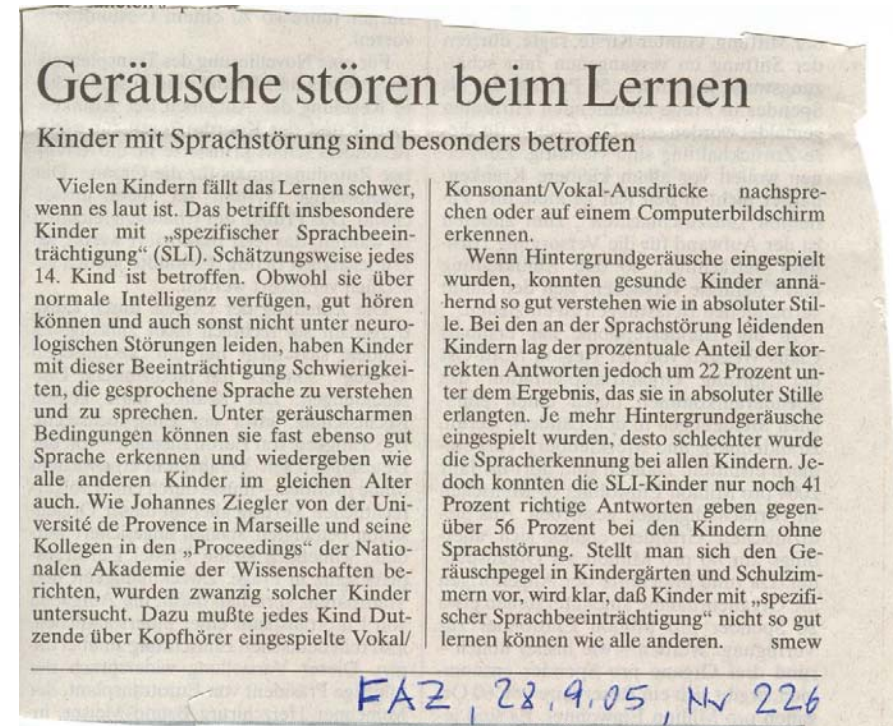 Geräusche stören beim Lernen
Kinder mit Sprachstörung sind besonders betroffen
Vielen Kindern fällt das Lernen schwer,
wenn es laut ist. Das betrifft insbesondere
Kinder mit „spezifischer Sprachbeein-
trächtigung“ (SLI). Schätzungsweise jedes
14. Kind ist betroffen. Obwohl sie über
normale Intelligenz verfügen, gut hören
können und auch sonst nicht unter neuro-
logischen Störungen leiden, haben Kinder
mit dieser Beeinträchtigung Schwierigkei-
ten, die gesprochene Sprache zu verstehen
und zu sprechen. Unter geräuscharmen
Bedingungen können sie fast ebenso gut
Sprache erkennen und wiedergeben wie
alle anderen Kinder im gleichen Alter
auch. Wie Johannes Ziegler von der Uni-
versité de Provence in Marseille und seine
Kollegen in den „Proceedings“ der Natio-
nalen Akademie der Wissenschaften be-
richten, wurden zwanzig solcher Kinder
untersucht. Dazu mußte jedes Kind Dut-
zende über Kopfhörer eingespielte Vokal/
Konsonant/Vokal-Ausdrücke nachspre-
chen oder auf einem Computerbildschirm
erkennen.
Wenn Hintergrundgeräusche eingespielt
wurden, konnten gesunde Kinder annä-
hernd so gut verstehen wie in absoluter Stil-
le. Bei den an der Sprachstörung leidenden
Kindern lag der prozentuale Anteil der kor-
rekten Antworten jedoch um 22 Prozent un-
ter dem Ergebnis, das sie in absoluter Stille
erlangten. Je mehr Hintergrundgeräusche
eingespielt wurden, desto schlechter wurde
die Spracherkennung bei allen Kindern. Je-
doch konnten die SLI-Kinder nur noch 41
Prozent richtige Antworten geben gegen-
über 56 Prozent bei den Kindern ohne
Sprachstörung. Stellt man sich den Ge-
räuschpegel in Kindergärten und Schulzim-
mern vor, wird klar, daß Kinder mit „spezifi-
scher Sprachbeeinträchtigung“ nicht so gut
lernen können wie alle anderen. smew
FAZ, 28.9.05, Nr 226